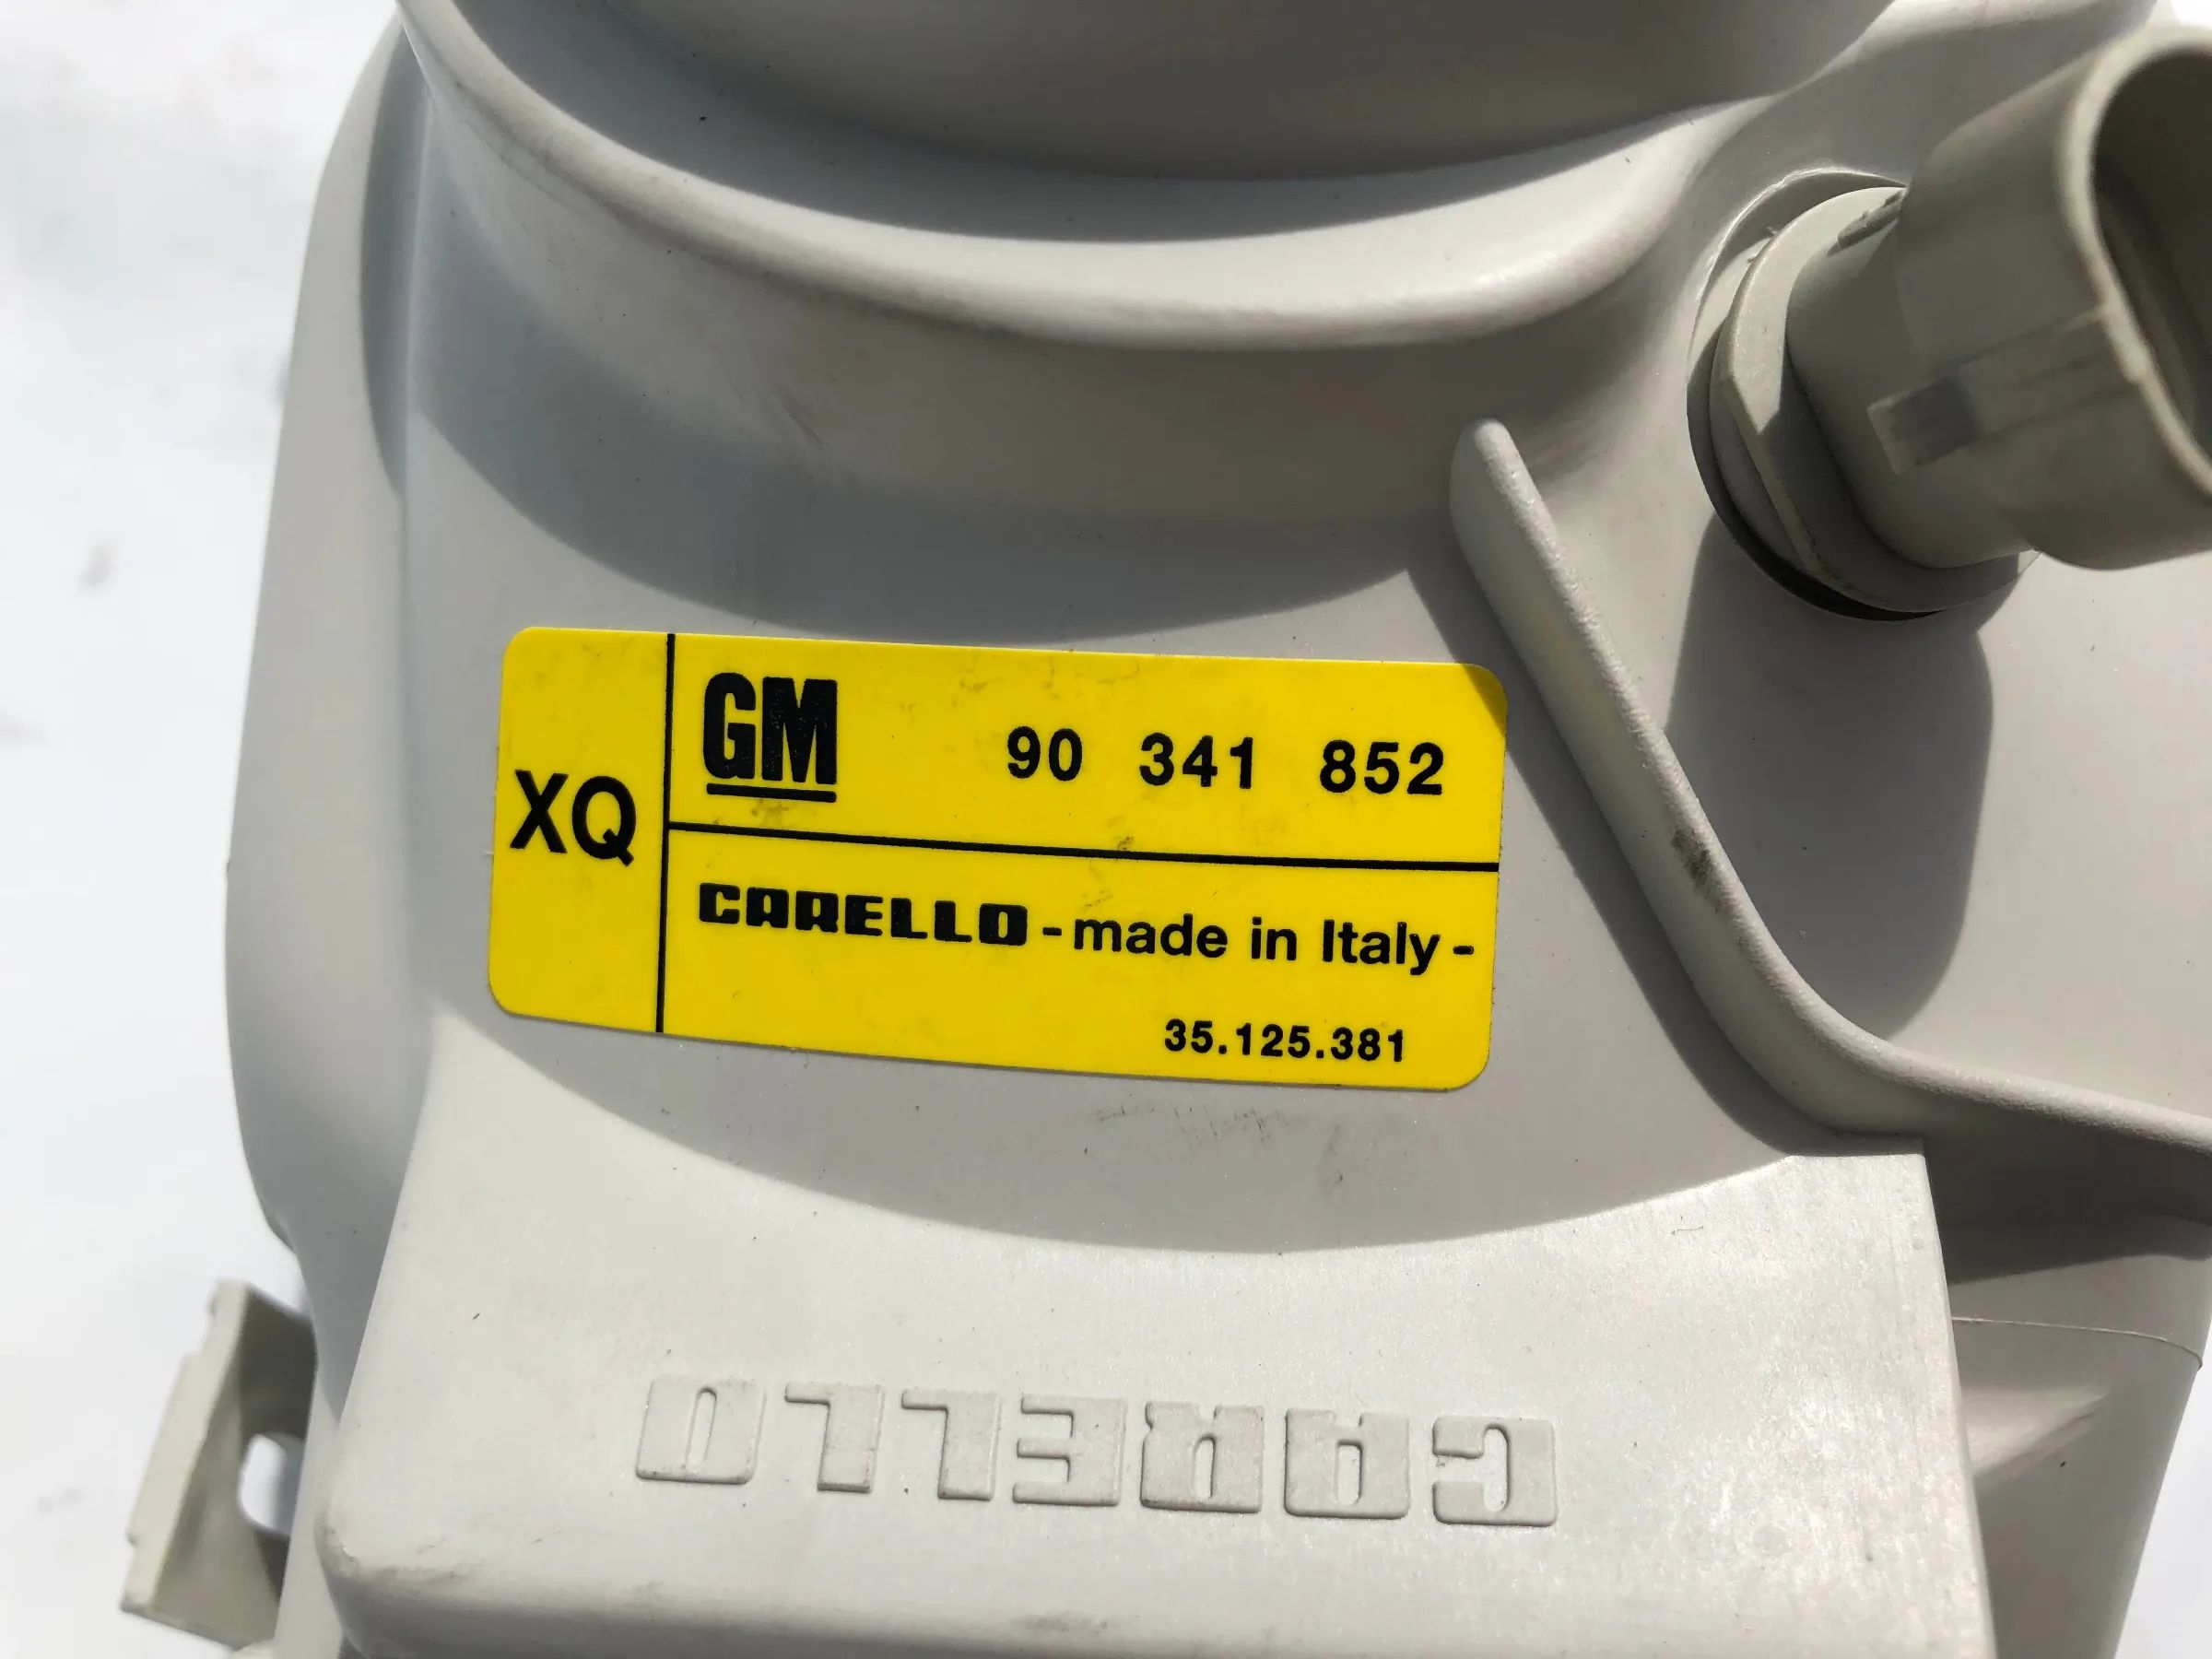 XQ
GM 90 341 852
CARELLO - made in Italy -
35.125.381
CARELLO